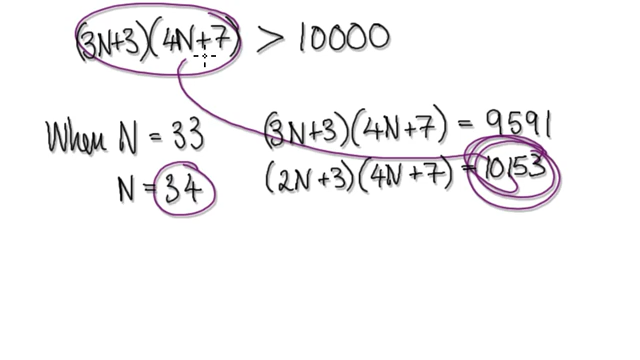 (3N+3)(4N+7) > 10000
When N = 33 (3N+3)(4N+7) = 9591
N = 34 (2N+3)(4N+7) = 10153